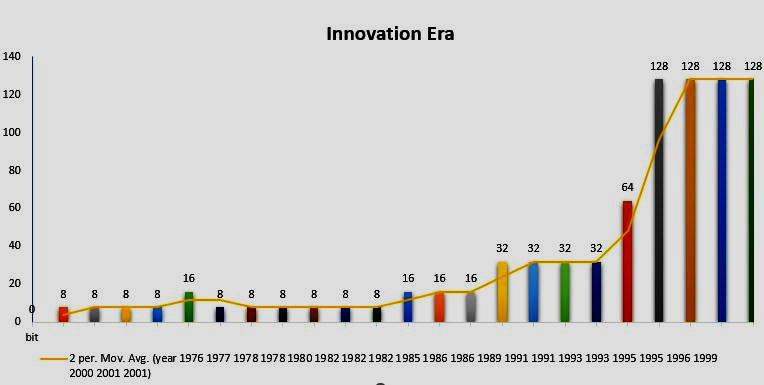 Innovation Era
140
128 128 128 128
120
100
80
64
60
40
32 32 32 32
20
16 16 16 16
8 8 8 8 8 8 8 8 8 8
0
0
bit
2 per. Mov. Avg. (year 1976 1977 1978 1978 1980 1982 1982 1982 1985 1986 1986 1989 1991 1991 1993 1993 1995 1995 1996 1999
2000 2001 2001)